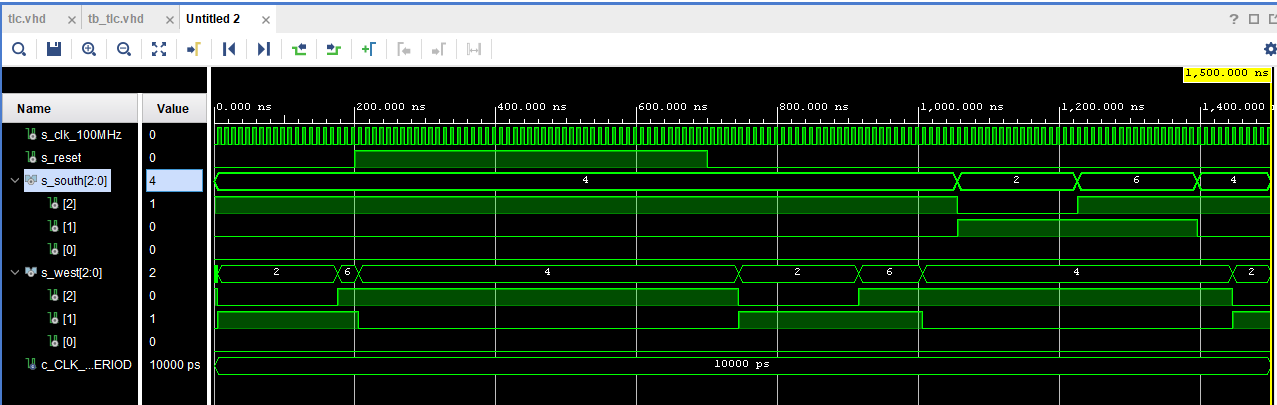 tlc.vhd × tb_tlc.vhd × Untitled 2 × ?
1,500.000 ns
Name Value 0.000 ns 200.000 ns 400.000 ns 600.000 ns 800.000 ns 1,000.000 ns 1,200.000 ns 1,400.000
s_clk_100MHz 0
s_reset 0
s_south[2:0] 4 4 2 6 4
[2] 1
[1] 0
[0] 0
s_west[2:0] 2 2 6 4 2 6 4 2
[2] 0
[1] 1
[0] 0
c_CLK_...ERIOD 10000 ps 10000 ps